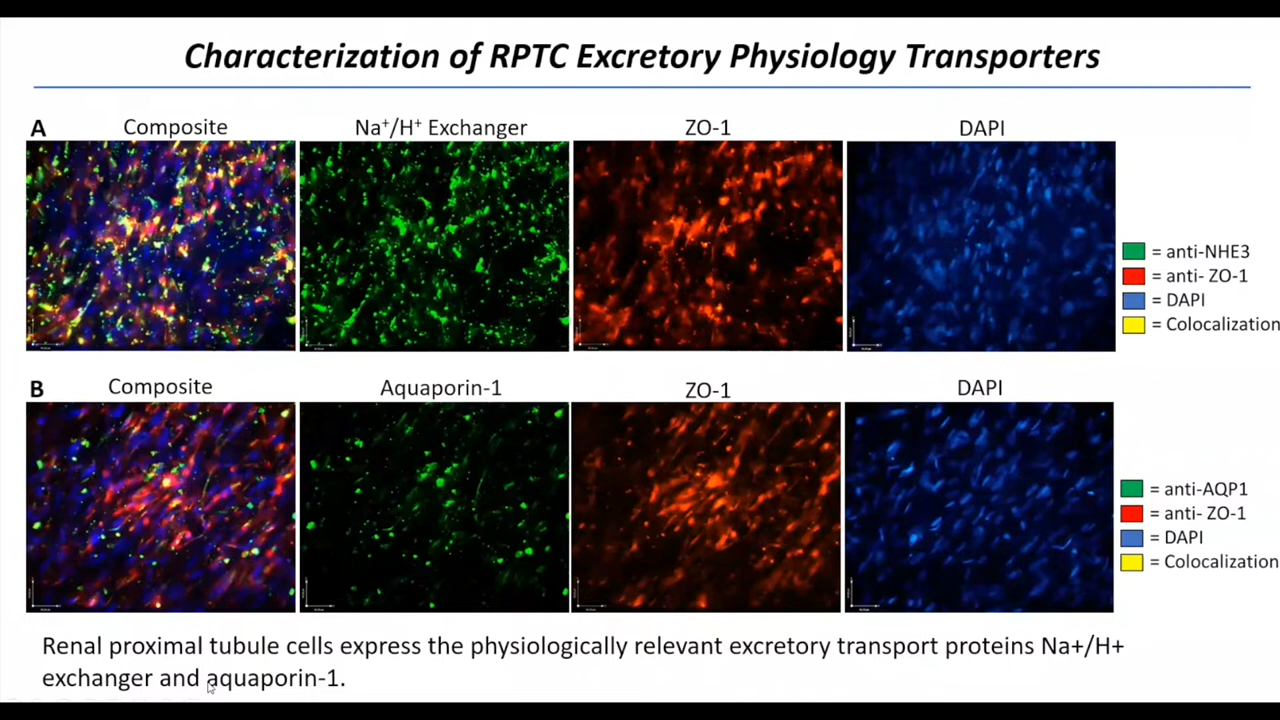 Characterization of RPTC Excretory Physiology Transporters
A
Composite
Na⁺/H⁺ Exchanger
ZO-1
DAPI
= anti-NHE3
= anti- ZO-1
= DAPI
= Colocalization
B
Composite
Aquaporin-1
ZO-1
DAPI
= anti-AQP1
= anti- ZO-1
= DAPI
= Colocalization
Renal proximal tubule cells express the physiologically relevant excretory transport proteins Na+/H+
exchanger and aquaporin-1.